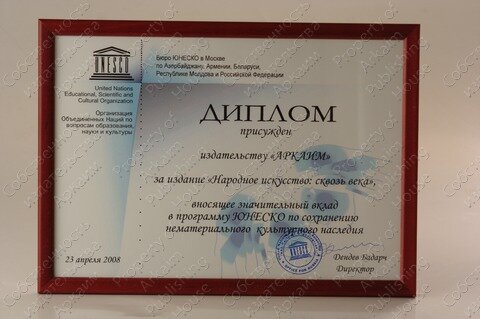 UNESCO
United Nations
Educational, Scientific and
Cultural Organization
Организация
Объединенных Наций по
вопросам образования,
науки и культуры
Бюро ЮНЕСКО в Москве
по Азербайджану, Армении, Беларуси,
Республике Молдова и Российской Федерации
ДИПЛОМ
присужден
издательству «АРКАИМ»
за издание «Народное искусство: сквозь века»,
вносящее значительный вклад
в программу ЮНЕСКО по сохранению
нематериального культурного наследия
23 апреля 2008
Дендев Бадарч
Директор